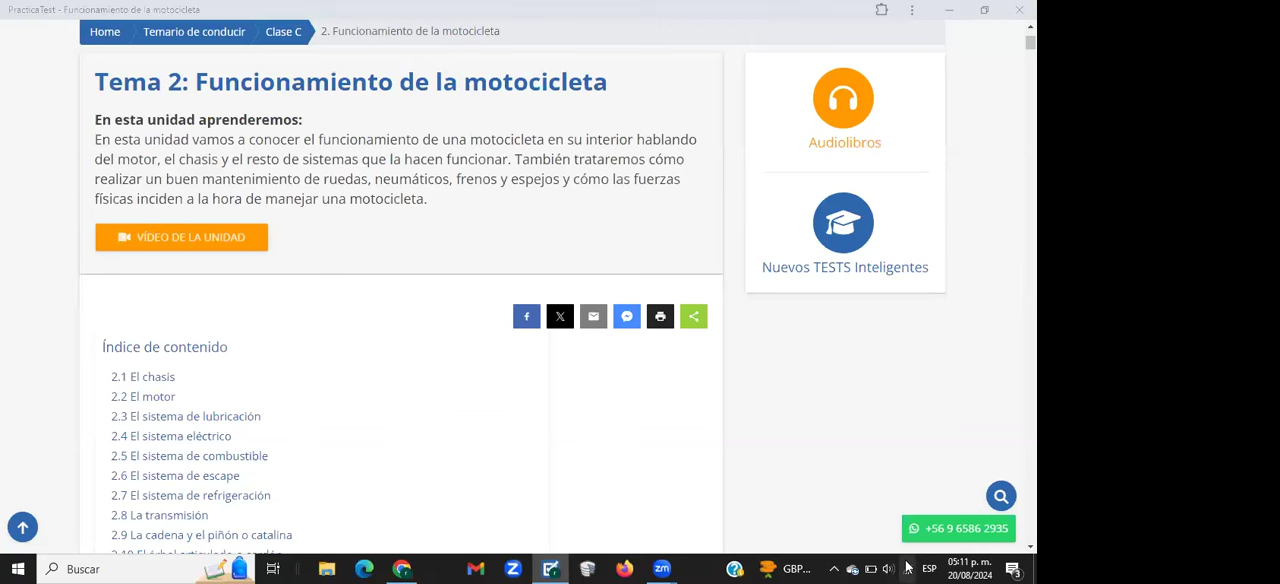 PracticaTest - Funcionamiento de la motocicleta
Home Temario de conducir Clase C 2. Funcionamiento de la motocicleta
Tema 2: Funcionamiento de la motocicleta
En esta unidad aprenderemos:
En esta unidad vamos a conocer el funcionamiento de una motocicleta en su interior hablando
del motor, el chasis y el resto de sistemas que la hacen funcionar. También trataremos cómo
realizar un buen mantenimiento de ruedas, neumáticos, frenos y espejos y cómo las fuerzas
físicas inciden a la hora de manejar una motocicleta.
VÍDEO DE LA UNIDAD
Audiolibros
Nuevos TESTS Inteligentes
Índice de contenido
2.1 El chasis
2.2 El motor
2.3 El sistema de lubricación
2.4 El sistema eléctrico
2.5 El sistema de combustible
2.6 El sistema de escape
2.7 El sistema de refrigeración
2.8 La transmisión
2.9 La cadena y el piñón o catalina
+56 9 6586 2935
Buscar
zm
GBP...
ESP
05:11 p. m.
20/08/2024
3